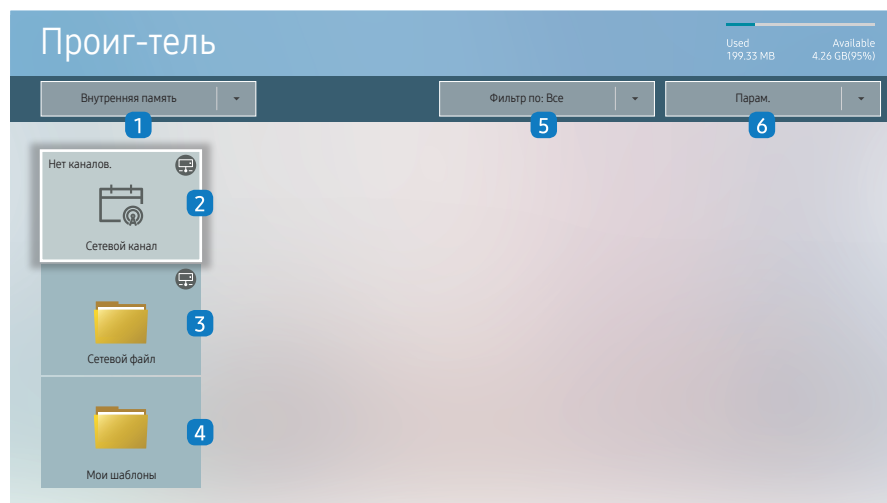 Проиг-тель
Used Available
199.33 MB 4.26 GB(95%)
Внутренняя память
Фильтр по: Все
Парам.
1
5
6
Нет каналов.
2
Сетевой канал
3
Сетевой файл
4
Мои шаблоны